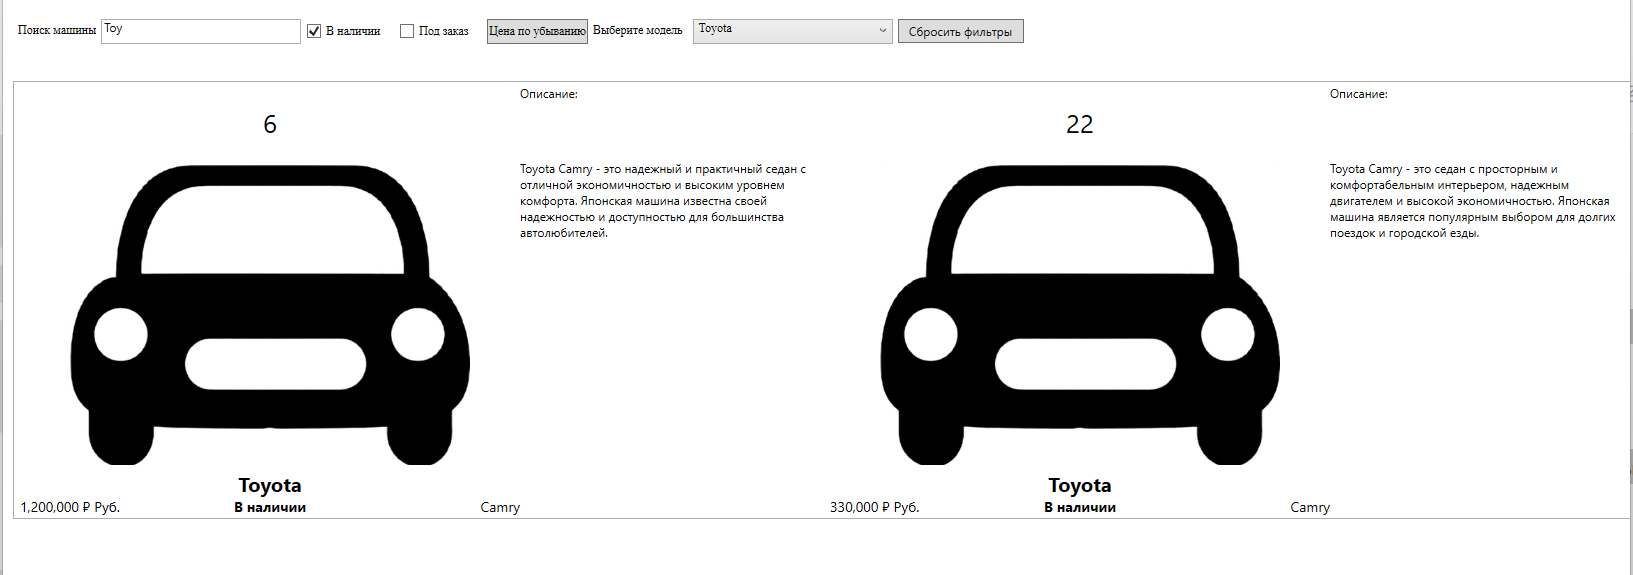 Поиск машины Toy В наличии Под заказ Цена по убыванию Выберите модель Toyota Сбросить фильтры
6
Описание:
Toyota Camry - это надежный и практичный седан с
отличной экономичностью и высоким уровнем
комфорта. Японская машина известна своей
надежностью и доступностью для большинства
автолюбителей.
Toyota
1,200,000 ₽ Руб. В наличии Camry
22
Описание:
Toyota Camry - это седан с просторным и
комфортабельным интерьером, надежным
двигателем и высокой экономичностью. Японская
машина является популярным выбором для долгих
поездок и городской езды.
Toyota
330,000 ₽ Руб. В наличии Camry